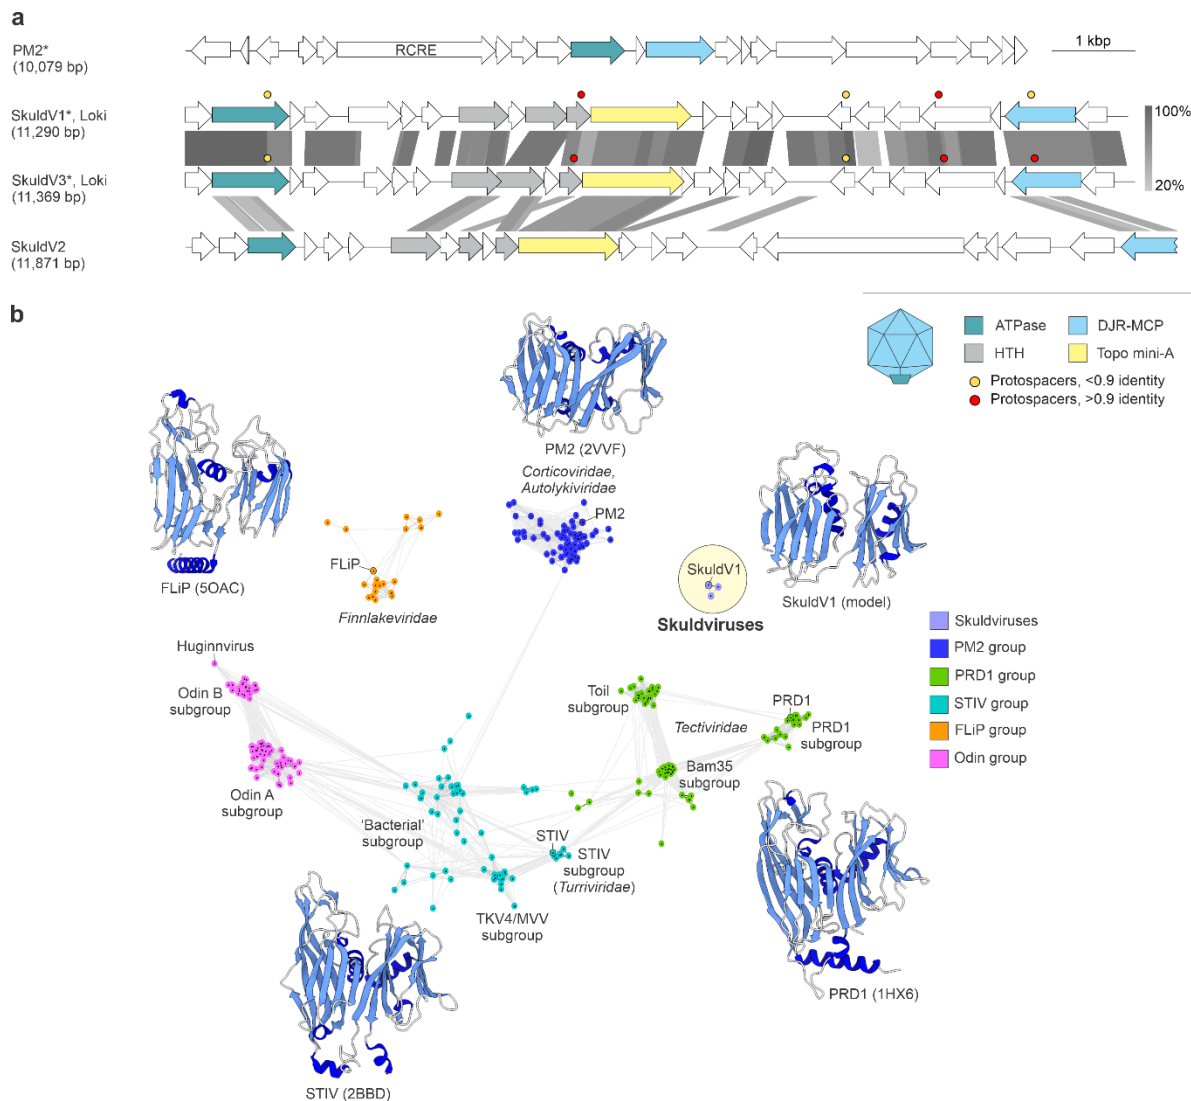 a
PM2*
(10,079 bp)
RCRE
1 kbp
SkuldV1*, Loki
(11,290 bp)
100%
SkuldV3*, Loki
(11,369 bp)
20%
SkuldV2
(11,871 bp)
b
ATPase
DJR-MCP
HTH
Topo mini-A
Protospacers, <0.9 identity
Protospacers, >0.9 identity
PM2 (2VVF)
Corticoviridae,
Autolykiviridae
PM2
FLiP (5OAC)
FLiP
Finnlakeviridae
SkuldV1
Skuldviruses
SkuldV1 (model)
Skuldviruses
PM2 group
PRD1 group
STIV group
FLiP group
Odin group
Huginnvirus
Odin B
subgroup
Odin A
subgroup
Toil
subgroup
Tectiviridae
PRD1
PRD1
subgroup
Bam35
subgroup
'Bacterial'
subgroup
STIV
STIV
subgroup
(Turriviridae)
TKV4/MVV
subgroup
PRD1 (1HX6)
STIV (2BBD)